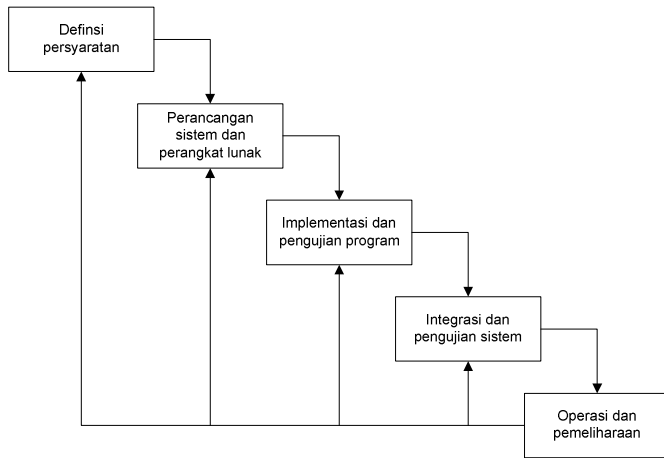 Definsi
persyaratan
Perancangan
sistem dan
perangkat lunak
Implementasi dan
pengujian program
Integrasi dan
pengujian sistem
Operasi dan
pemeliharaan